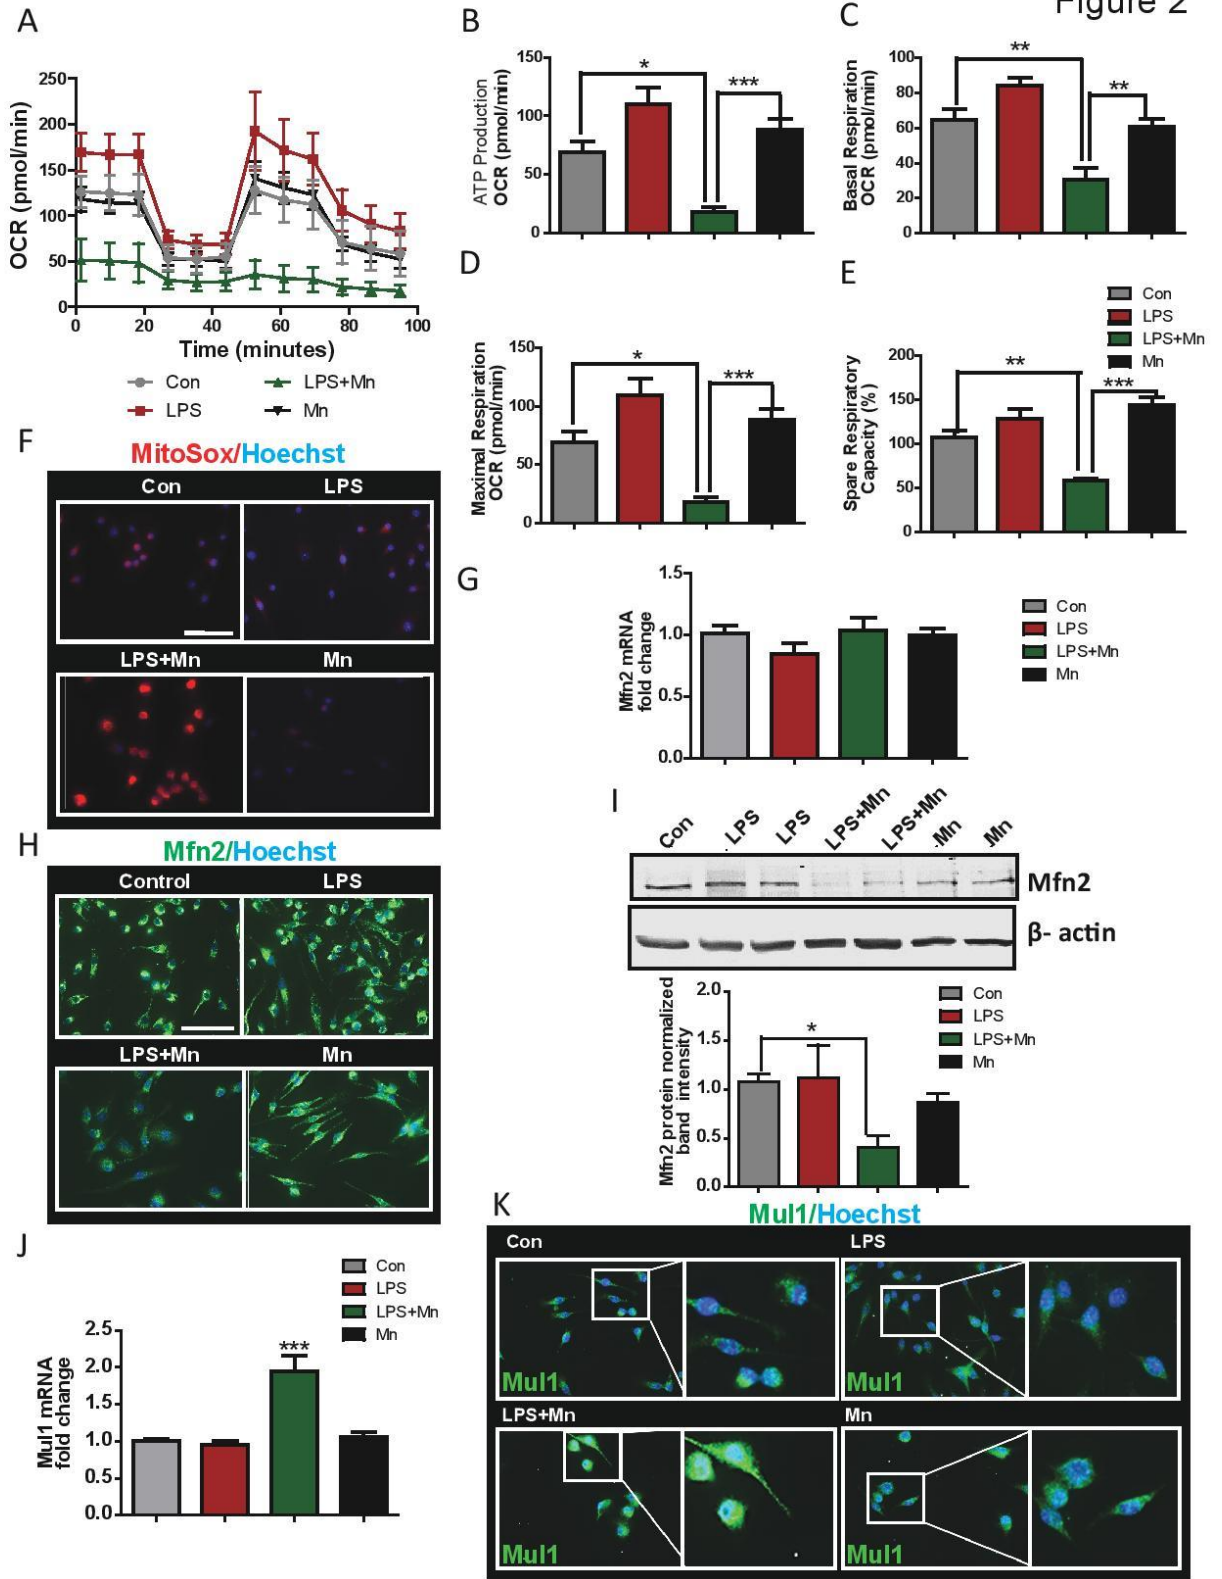 Figure 2
A
250
200
150
100
50
0
OCR (pmol/min)
0 20 40 60 80 100
Time (minutes)
Con LPS+Mn
LPS Mn
B
150
100
50
0
ATP Production
OCR (pmol/min)
* ***
C
100
80
60
40
20
0
Basal Respiration
OCR (pmol/min)
** **
D
150
100
50
0
Maximal Respiration
OCR (pmol/min)
* ***
E
Con
LPS
LPS+Mn
Mn
200
150
100
50
0
Spare Respiratory
Capacity (%)
** ***
F
MitoSox/Hoechst
Con LPS
LPS+Mn Mn
G
1.5
1.0
0.5
0.0
Mfn2 mRNA
fold change
Con
LPS
LPS+Mn
Mn
H
Mfn2/Hoechst
Control LPS
LPS+Mn Mn
I
Con LPS LPS LPS+Mn LPS+Mn Mn Mn
Mfn2
β- actin
2.0
1.5
1.0
0.5
0.0
Mfn2 protein normalized
band intensity
*
Con
LPS
LPS+Mn
Mn
J
Con
LPS
LPS+Mn
Mn
2.5
2.0
1.5
1.0
0.5
0.0
Mul1 mRNA
fold change
***
K
Mul1/Hoechst
Con LPS
Mul1 Mul1
LPS+Mn Mn
Mul1 Mul1